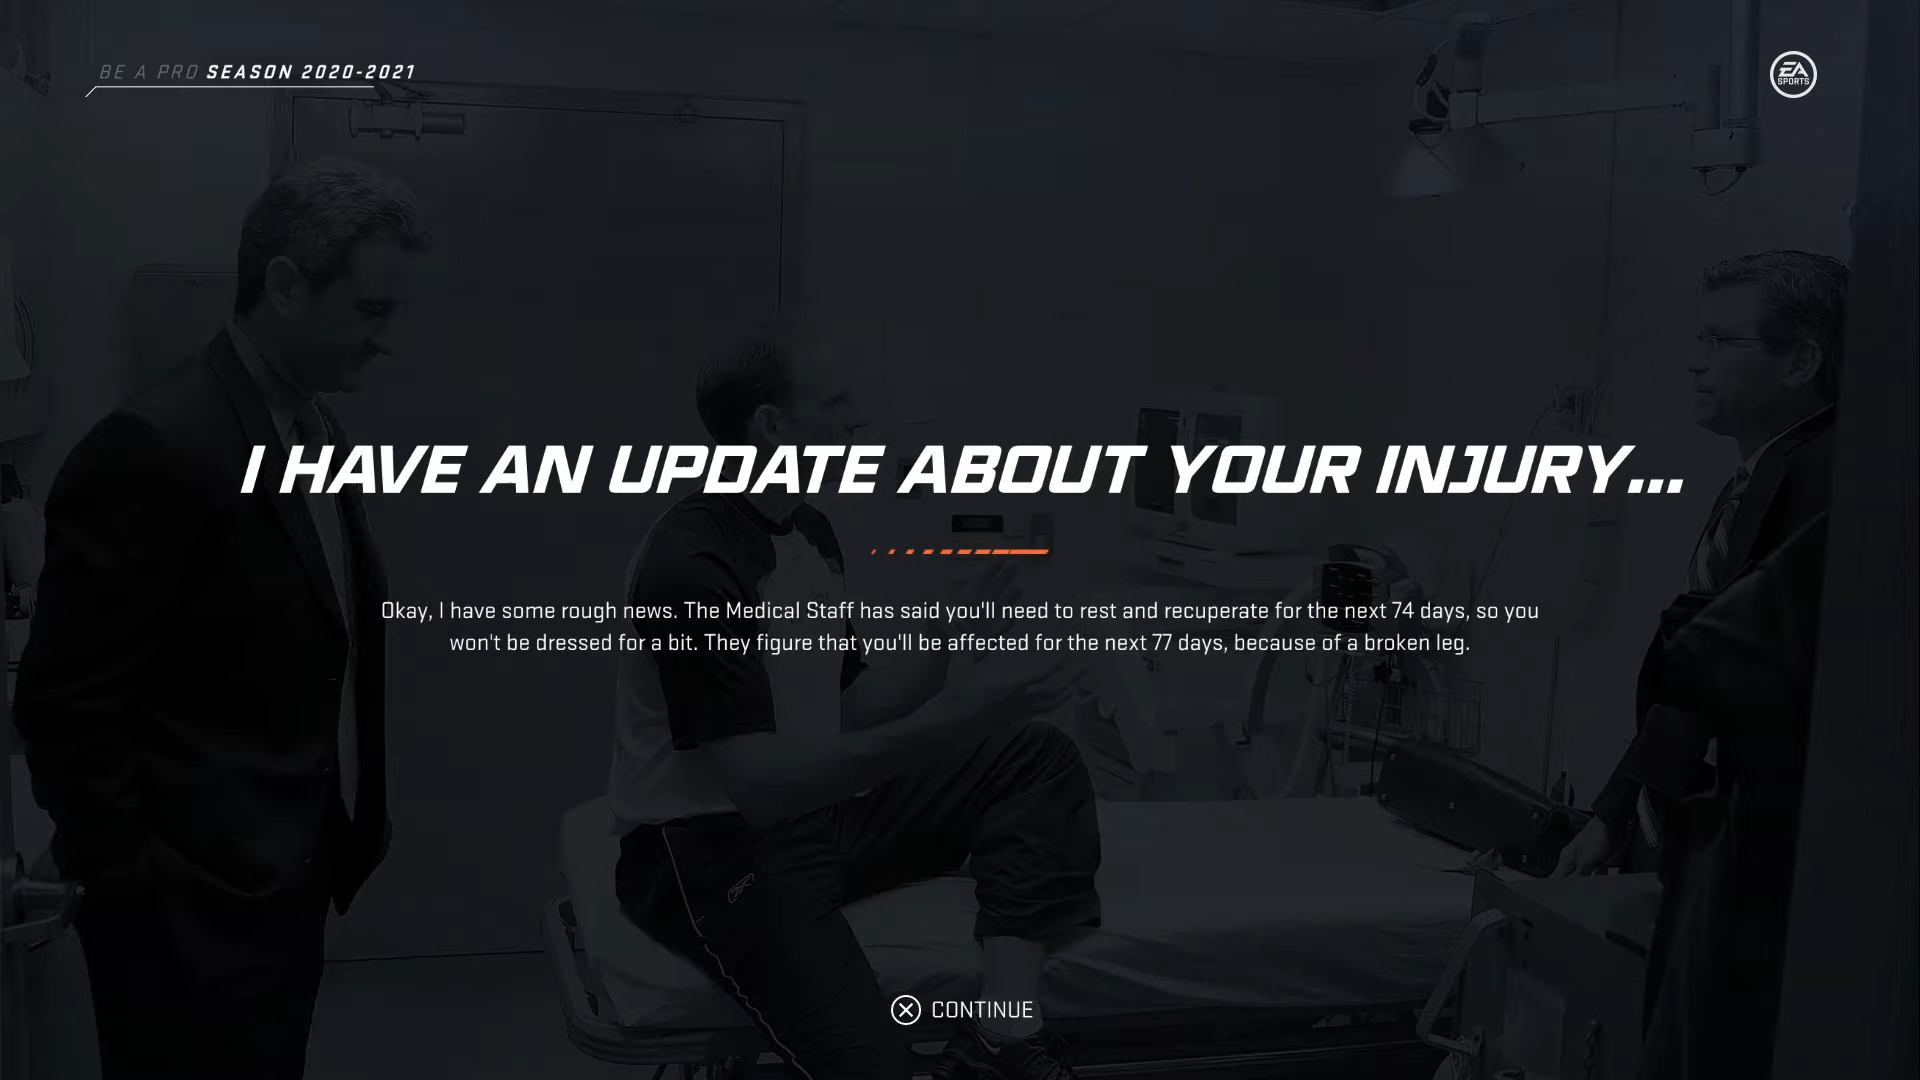 BE A PRO SEASON 2020-2021
EA
SPORTS
I HAVE AN UPDATE ABOUT YOUR INJURY...
Okay, I have some rough news. The Medical Staff has said you'll need to rest and recuperate for the next 74 days, so you
won't be dressed for a bit. They figure that you'll be affected for the next 77 days, because of a broken leg.
CONTINUE